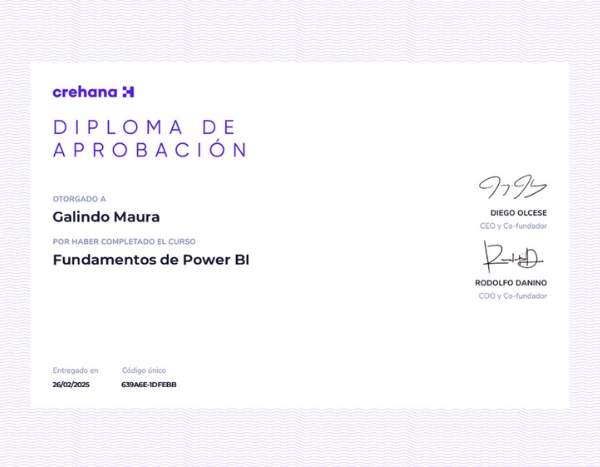 crehana
DIPLOMA DE
APROBACIÓN
OTORGADO A
Galindo Maura
POR HABER COMPLETADO EL CURSO
Fundamentos de Power BI
DIEGO OLCESE
CEO y Co-fundador
RODOLFO DANINO
COO y Co-fundador
Entregado en
Código único
26/02/2025
639A6E-1DFEBB